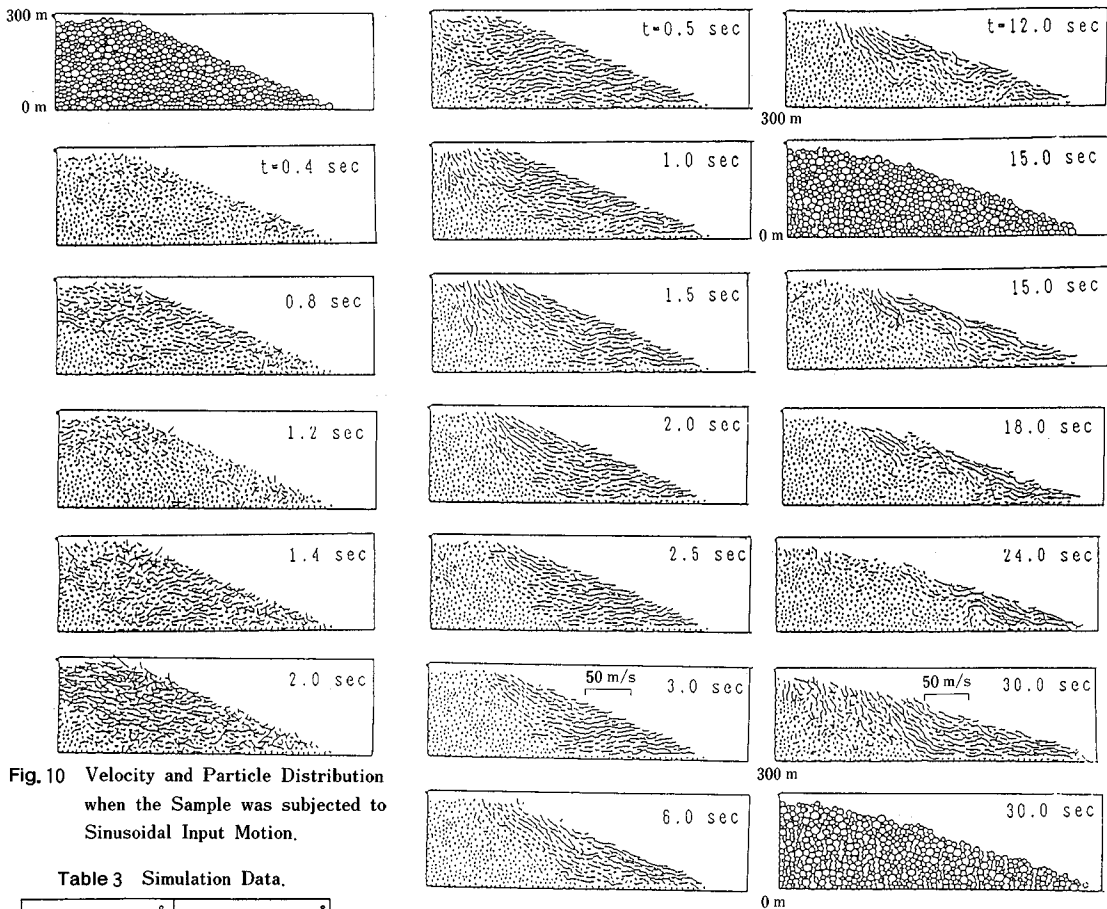 300 m
0 m
t=0.4 sec
0.8 sec
1.2 sec
1.4 sec
2.0 sec
Fig. 10 Velocity and Particle Distribution
when the Sample was subjected to
Sinusoidal Input Motion.
Table 3 Simulation Data.
t=0.5 sec
1.0 sec
1.5 sec
2.0 sec
2.5 sec
50 m/s
3.0 sec
6.0 sec
t=12.0 sec
300 m
0 m
15.0 sec
15.0 sec
18.0 sec
24.0 sec
50 m/s
30.0 sec
300 m
30.0 sec
0 m